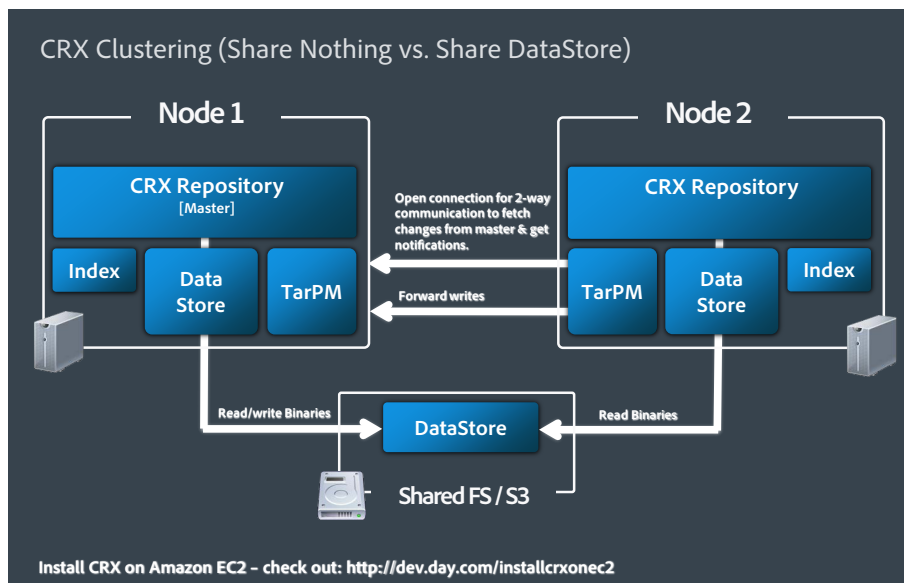 CRX Clustering (Share Nothing vs. Share DataStore)
Node 1
Node 2
CRX Repository
[Master]
CRX Repository
Open connection for 2-way
communication to fetch
changes from master & get
notifications.
Index
Data
Store
TarPM
Forward writes
TarPM
Data
Store
Index
Read/write Binaries
DataStore
Read Binaries
Shared FS / S3
Install CRX on Amazon EC2 – check out: http://dev.day.com/installcrxonec2